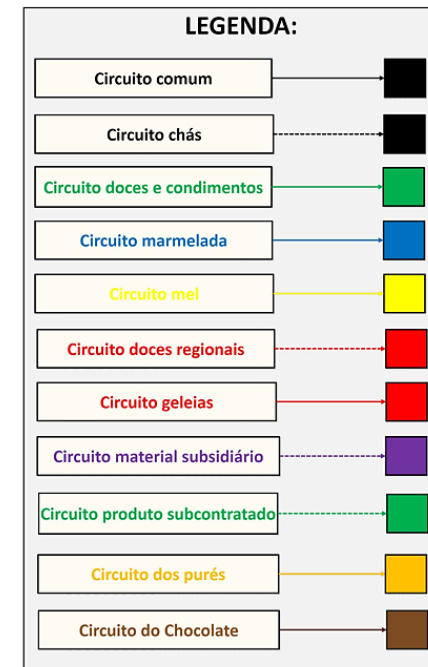 LEGENDA:
Circuito comum
Circuito chás
Circuito doces e condimentos
Circuito marmelada
Circuito mel
Circuito doces regionais
Circuito geleias
Circuito material subsidiário
Circuito produto subcontratado
Circuito dos purés
Circuito do Chocolate